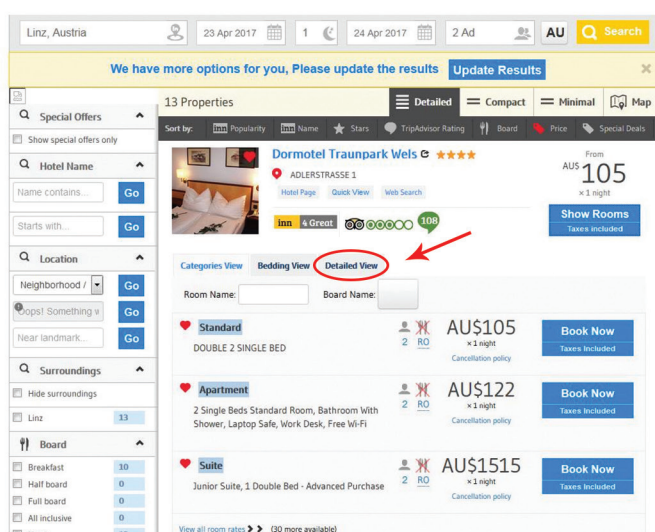 Linz, Austria 23 Apr 2017 1 24 Apr 2017 2 Ad AU Search
We have more options for you, Please update the results Update Results
13 Properties Detailed Compact Minimal Map
Sort by: Popularity Name Stars TripAdvisor Rating Board Price Special Deals
Special Offers
Show special offers only
Hotel Name
Name contains... Go
Starts with... Go
Location
Neighborhood / Go
Oops! Something v Go
Near landmark... Go
Surroundings
Hide surroundings
Linz 13
Board
Breakfast 10
Half board 0
Full board 0
All inclusive 0
Dormotel Traunpark Wels
ADLERSTRASSE 1
Hotel Page Quick View Web Search
inn 4 Great 108
From
AU$ 105
x 1 night
Show Rooms
Taxes included
Categories View Bedding View Detailed View
Room Name: Board Name:
Standard
DOUBLE 2 SINGLE BED
2 RO
AU$105
x 1 night
Cancellation policy
Book Now
Taxes Included
Apartment
2 Single Beds Standard Room, Bathroom With
Shower, Laptop Safe, Work Desk, Free Wi-Fi
2 RO
AU$122
x 1 night
Cancellation policy
Book Now
Taxes Included
Suite
Junior Suite, 1 Double Bed - Advanced Purchase
2 RO
AU$1515
x 1 night
Cancellation policy
Book Now
Taxes Included
View all room rates (30 more available)